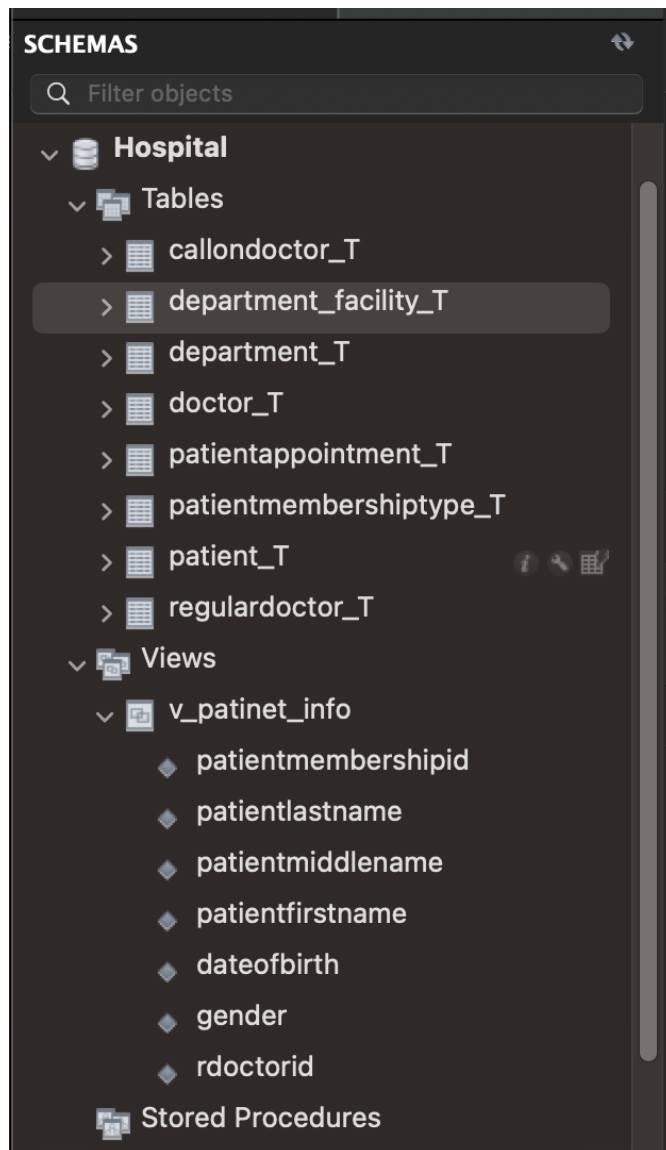 SCHEMAS
Filter objects
Hospital
Tables
callondoctor_T
department_facility_T
department_T
doctor_T
patientappointment_T
patientmembershiptype_T
patient_T
regulardoctor_T
Views
v_patinet_info
patientmembershipid
patientlastname
patientmiddlename
patientfirstname
dateofbirth
gender
rdoctorid
Stored Procedures